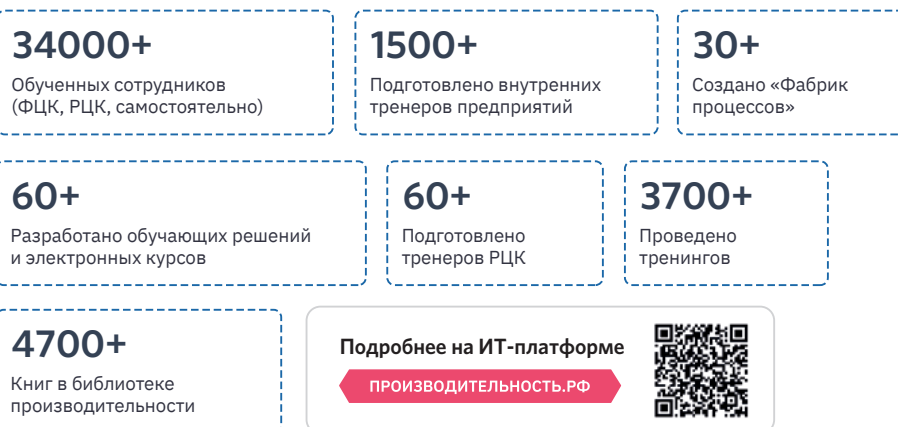 34000+
Обученных сотрудников
(ФЦК, РЦК, самостоятельно)
1500+
Подготовлено внутренних
тренеров предприятий
30+
Создано «Фабрик
процессов»
60+
Разработано обучающих решений
и электронных курсов
60+
Подготовлено
тренеров РЦК
3700+
Проведено
тренингов
4700+
Книг в библиотеке
производительности
Подробнее на ИТ-платформе
ПРОИЗВОДИТЕЛЬНОСТЬ.РФ